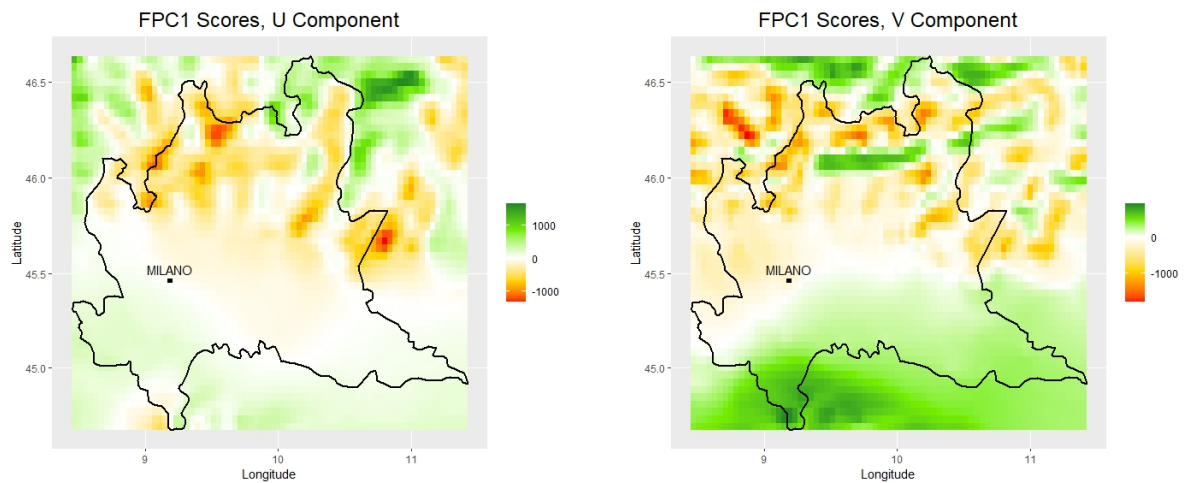 FPC1 Scores, U Component
46.5
46.0
45.5
45.0
Latitude
MILANO
9
10
11
Longitude
1000
0
-1000
FPC1 Scores, V Component
46.5
46.0
45.5
45.0
Latitude
MILANO
9
10
11
Longitude
0
-1000